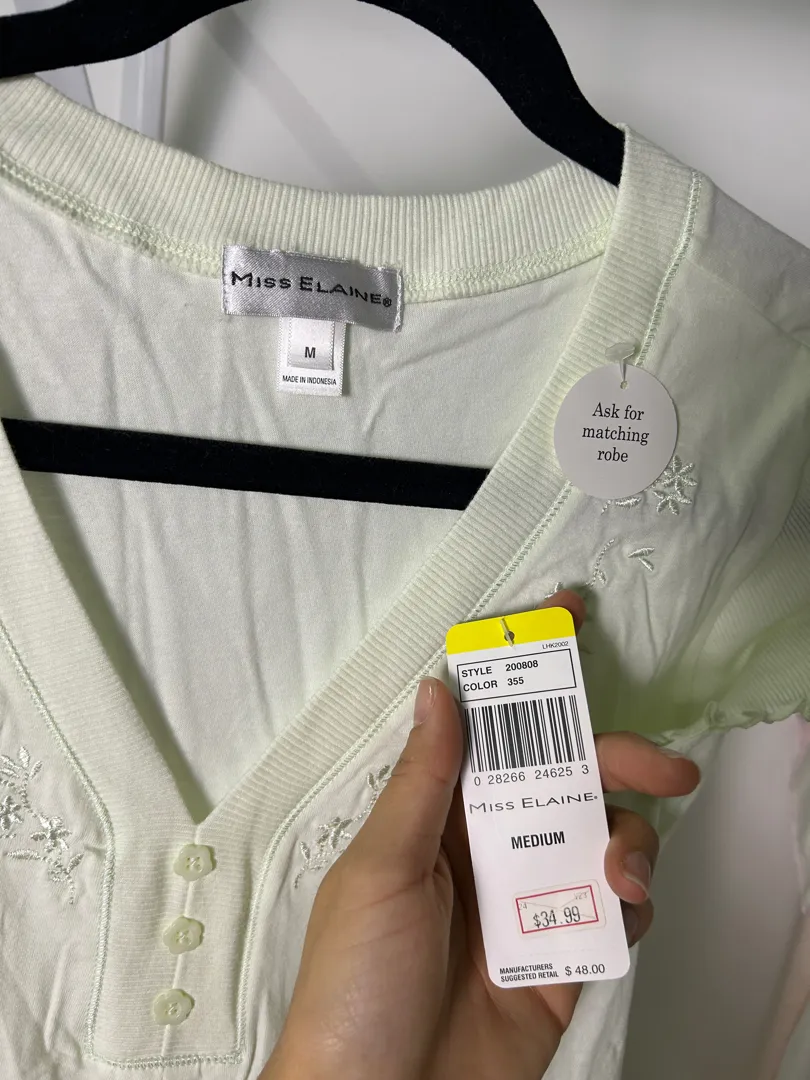 MISS ELAINE®
M
MADE IN INDONESIA
Ask for
matching
robe
LHK2002
STYLE 200808
COLOR 355
0 28266 24625 3
MISS ELAINE®
MEDIUM
$34.99
MANUFACTURERS
SUGGESTED RETAIL $ 48.00